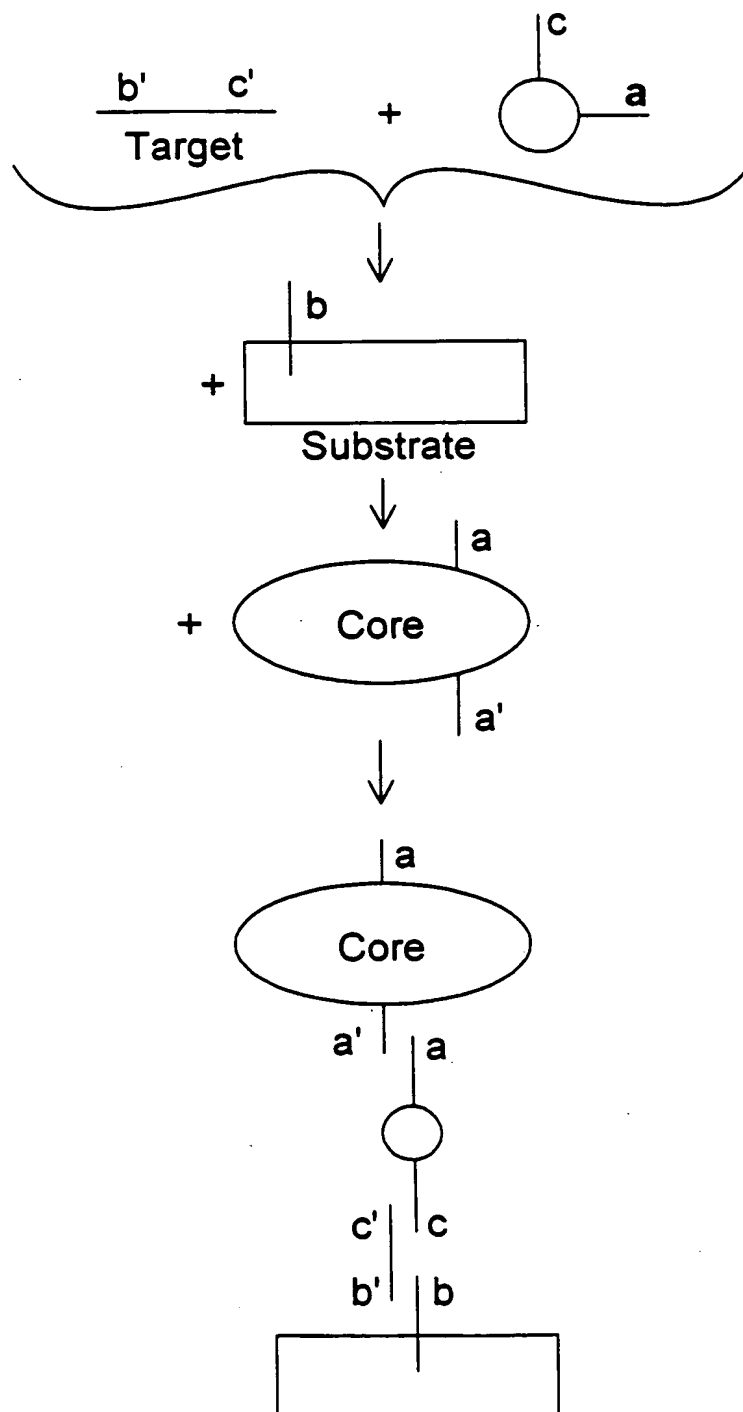 c
b' c' + a
Target
b
+
Substrate
a
+ Core
a'
a
Core
a' a
c' c
b' b